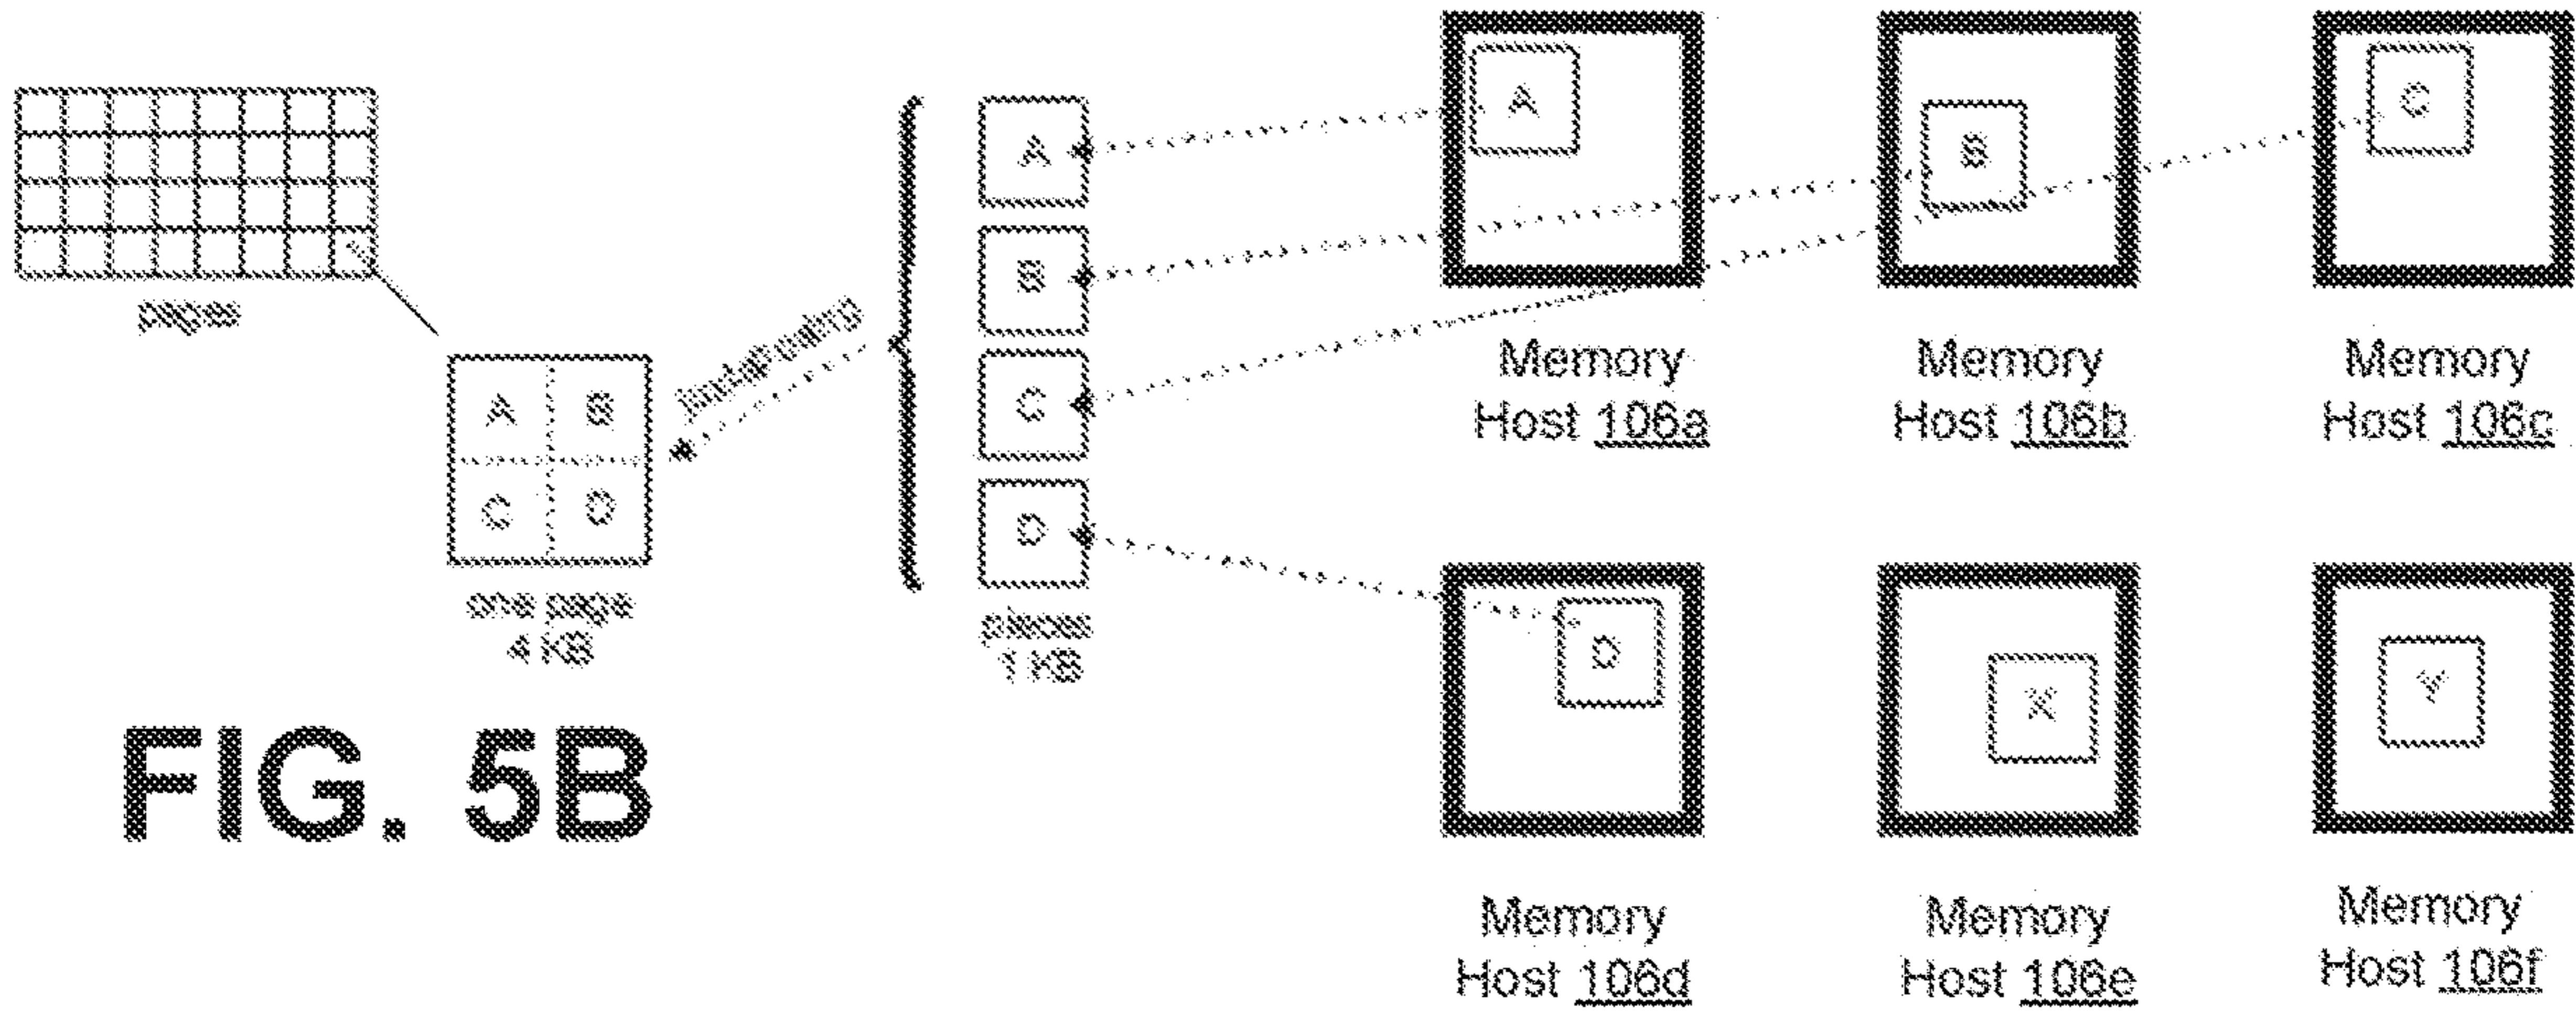 pages
A B
C D
one page
4 KB
A
B
C
D
pieces
1 KB
A
Memory
Host 106a
B
Memory
Host 106b
C
Memory
Host 106c
D
Memory
Host 106d
X
Memory
Host 106e
Y
Memory
Host 106f
FIG. 5B